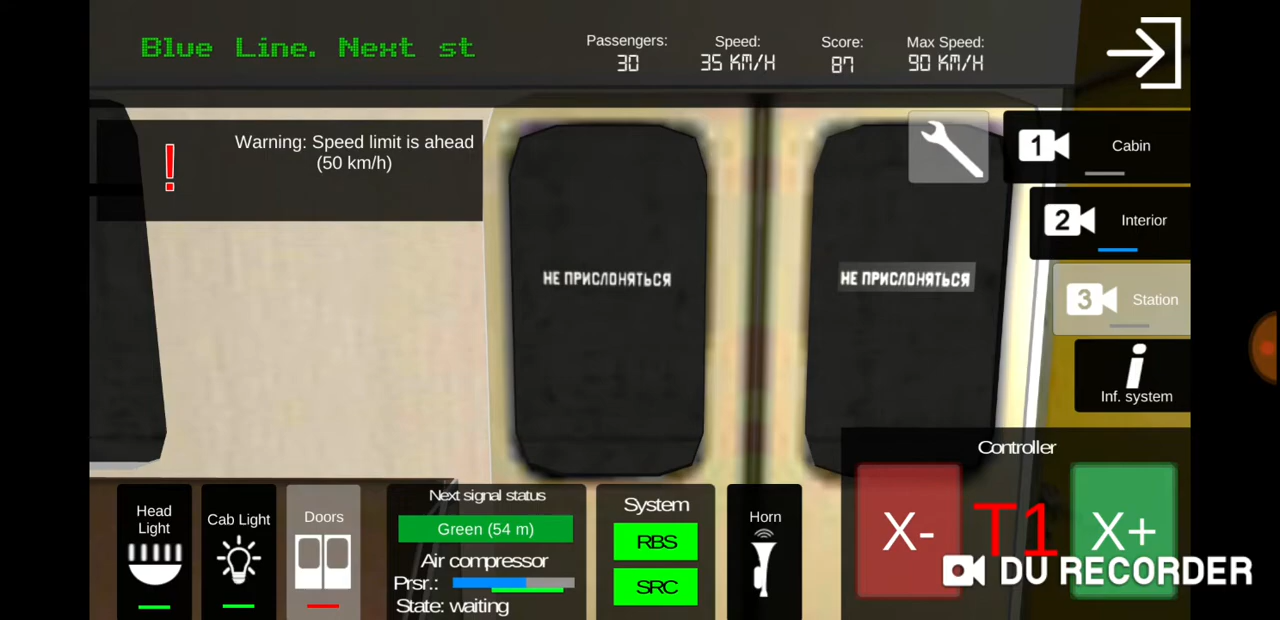 Blue Line. Next st
Passengers:
30
Speed:
35 KM/H
Score:
87
Max Speed:
90 KM/H
!
Warning: Speed limit is ahead
(50 km/h)
1
Cabin
2
Interior
НЕ ПРИСЛОНЯТЬСЯ
НЕ ПРИСЛОНЯТЬСЯ
3
Station
i
Inf. system
Controller
X-
T1
X+
Head
Light
Cab Light
Doors
Next signal status
Green (54 m)
Air compressor
Prsr.:
State: waiting
System
RBS
SRC
Horn
DU RECORDER